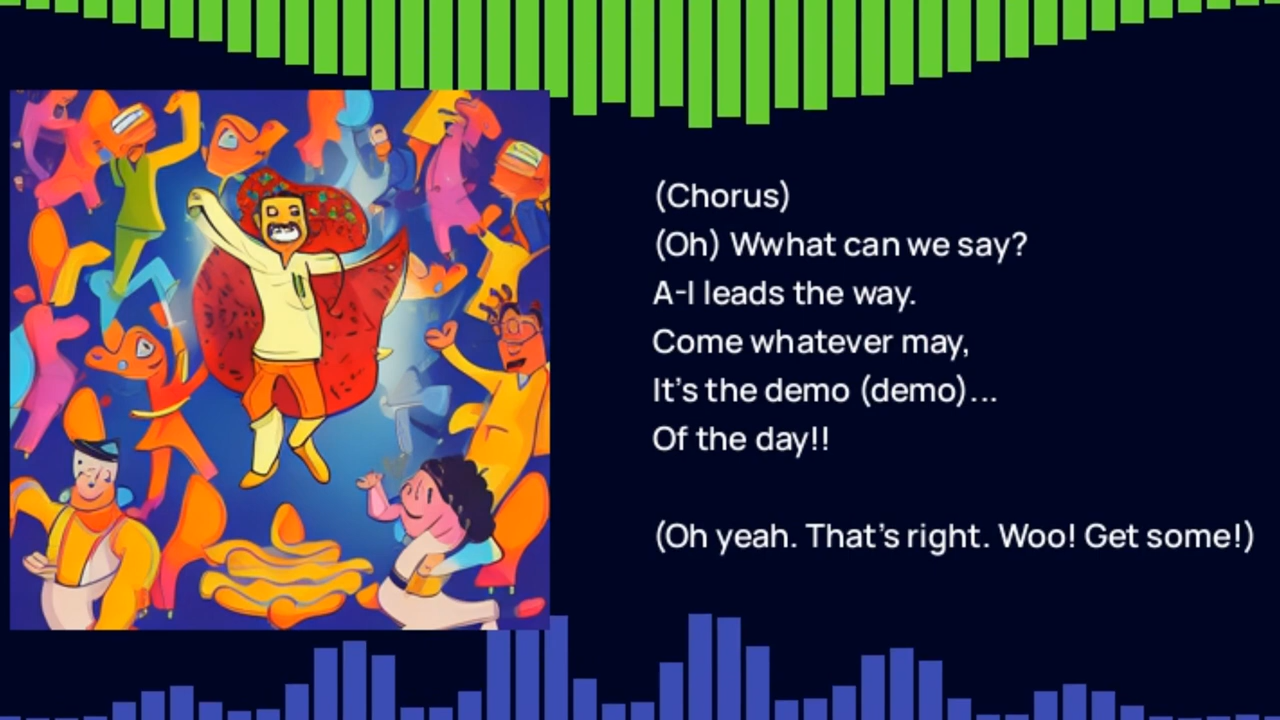 (Chorus)
(Oh) Wwhat can we say?
A-I leads the way.
Come whatever may,
It's the demo (demo)...
Of the day!!
(Oh yeah. That's right. Woo! Get some!)